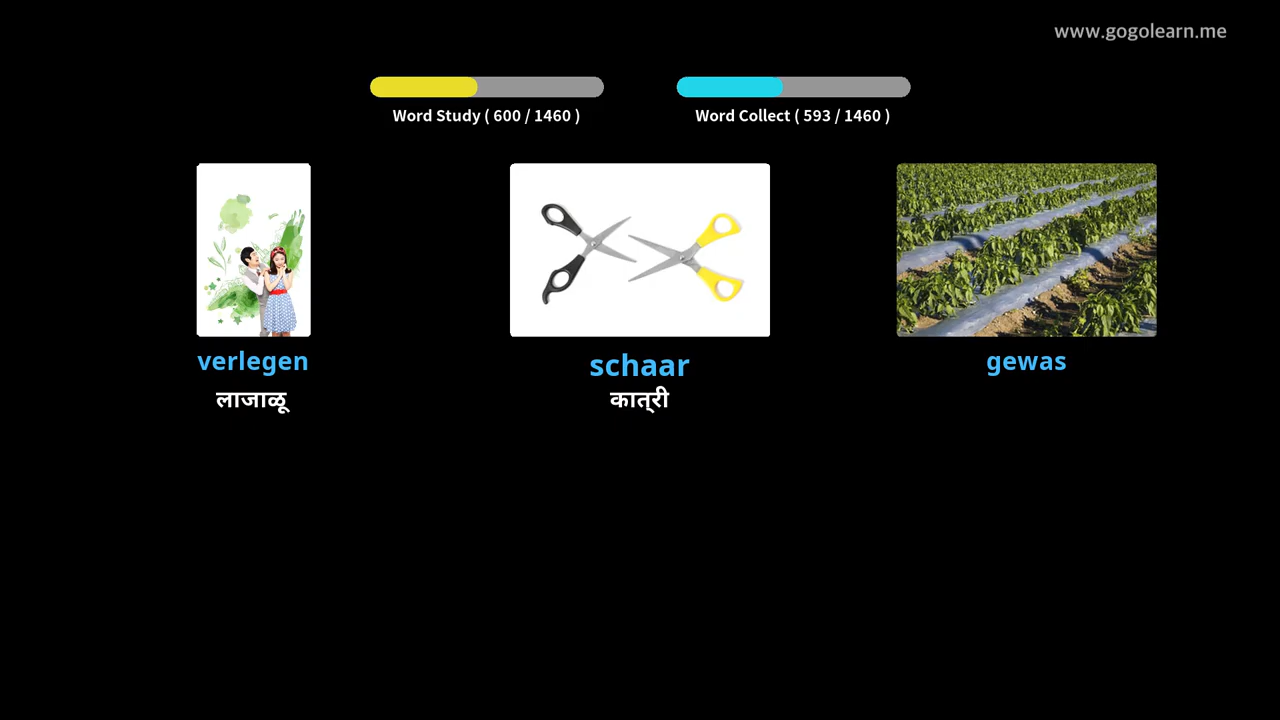 www.gogolearn.me
Word Study ( 600 / 1460 )
Word Collect ( 593 / 1460 )
verlegen
लाजाळू
schaar
कात्री
gewas